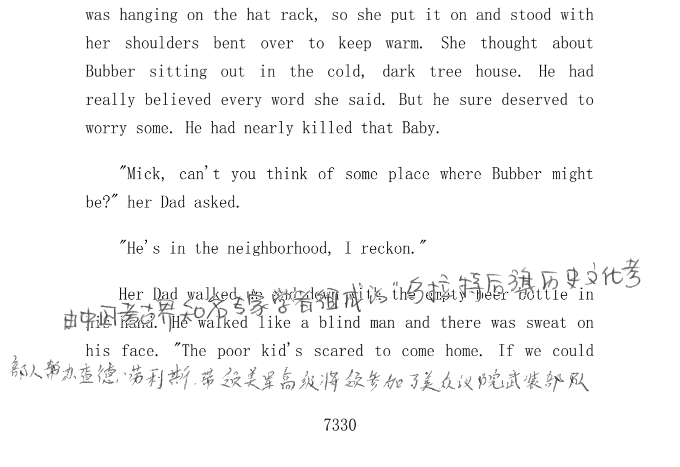 was hanging on the hat rack, so she put it on and stood with
her shoulders bent over to keep warm. She thought about
Bubber sitting out in the cold, dark tree house. He had
really believed every word she said. But he sure deserved to
worry some. He had nearly killed that Baby.
"Mick, can't you think of some place where Bubber might
be?" her Dad asked.
"He's in the neighborhood, I reckon."
Her Dad walked up and down with the empty beer bottle in
由中国考古界知名专家学者组成的"乌拉特后旗历史文化考
his hand. He walked like a blind man and there was sweat on
his face. "The poor kid's scared to come home. If we could
部人帮办查德·劳利斯.带领美军高级将领参加了美众议院武装部队
7330